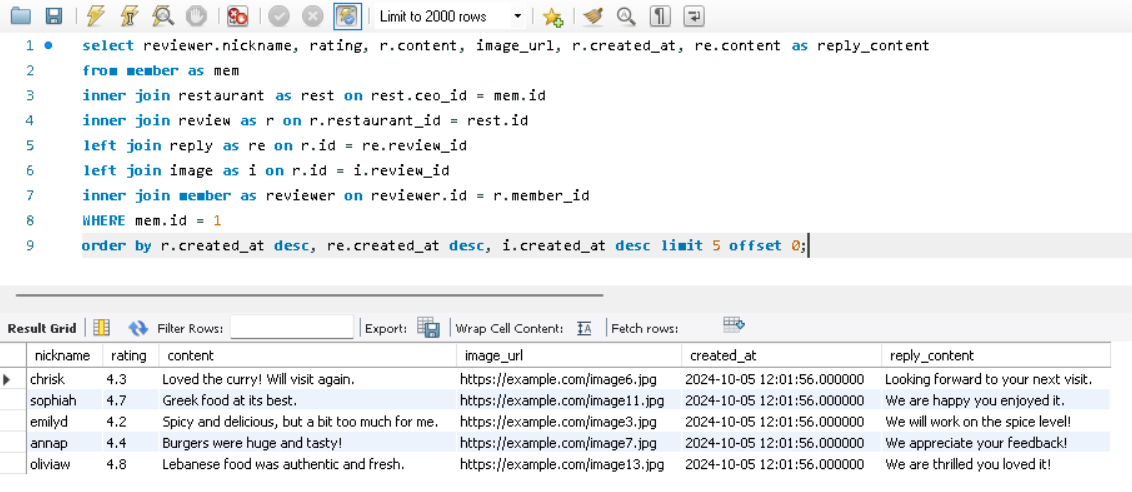 Limit to 2000 rows
1 select reviewer.nickname, rating, r.content, image_url, r.created_at, re.content as reply_content
2 from member as mem
3 inner join restaurant as rest on rest.ceo_id = mem.id
4 inner join review as r on r.restaurant_id = rest.id
5 left join reply as re on r.id = re.review_id
6 left join image as i on r.id = i.review_id
7 inner join member as reviewer on reviewer.id = r.member_id
8 WHERE mem.id = 1
9 order by r.created_at desc, re.created_at desc, i.created_at desc limit 5 offset 0;
Result Grid Filter Rows: Export: Wrap Cell Content: Fetch rows:
nickname rating content image_url created_at reply_content
chrisk 4.3 Loved the curry! Will visit again. https://example.com/image6.jpg 2024-10-05 12:01:56.000000 Looking forward to your next visit.
sophiah 4.7 Greek food at its best. https://example.com/image11.jpg 2024-10-05 12:01:56.000000 We are happy you enjoyed it.
emilyd 4.2 Spicy and delicious, but a bit too much for me. https://example.com/image3.jpg 2024-10-05 12:01:56.000000 We will work on the spice level!
annap 4.4 Burgers were huge and tasty! https://example.com/image7.jpg 2024-10-05 12:01:56.000000 We appreciate your feedback!
oliviaw 4.8 Lebanese food was authentic and fresh. https://example.com/image13.jpg 2024-10-05 12:01:56.000000 We are thrilled you loved it!